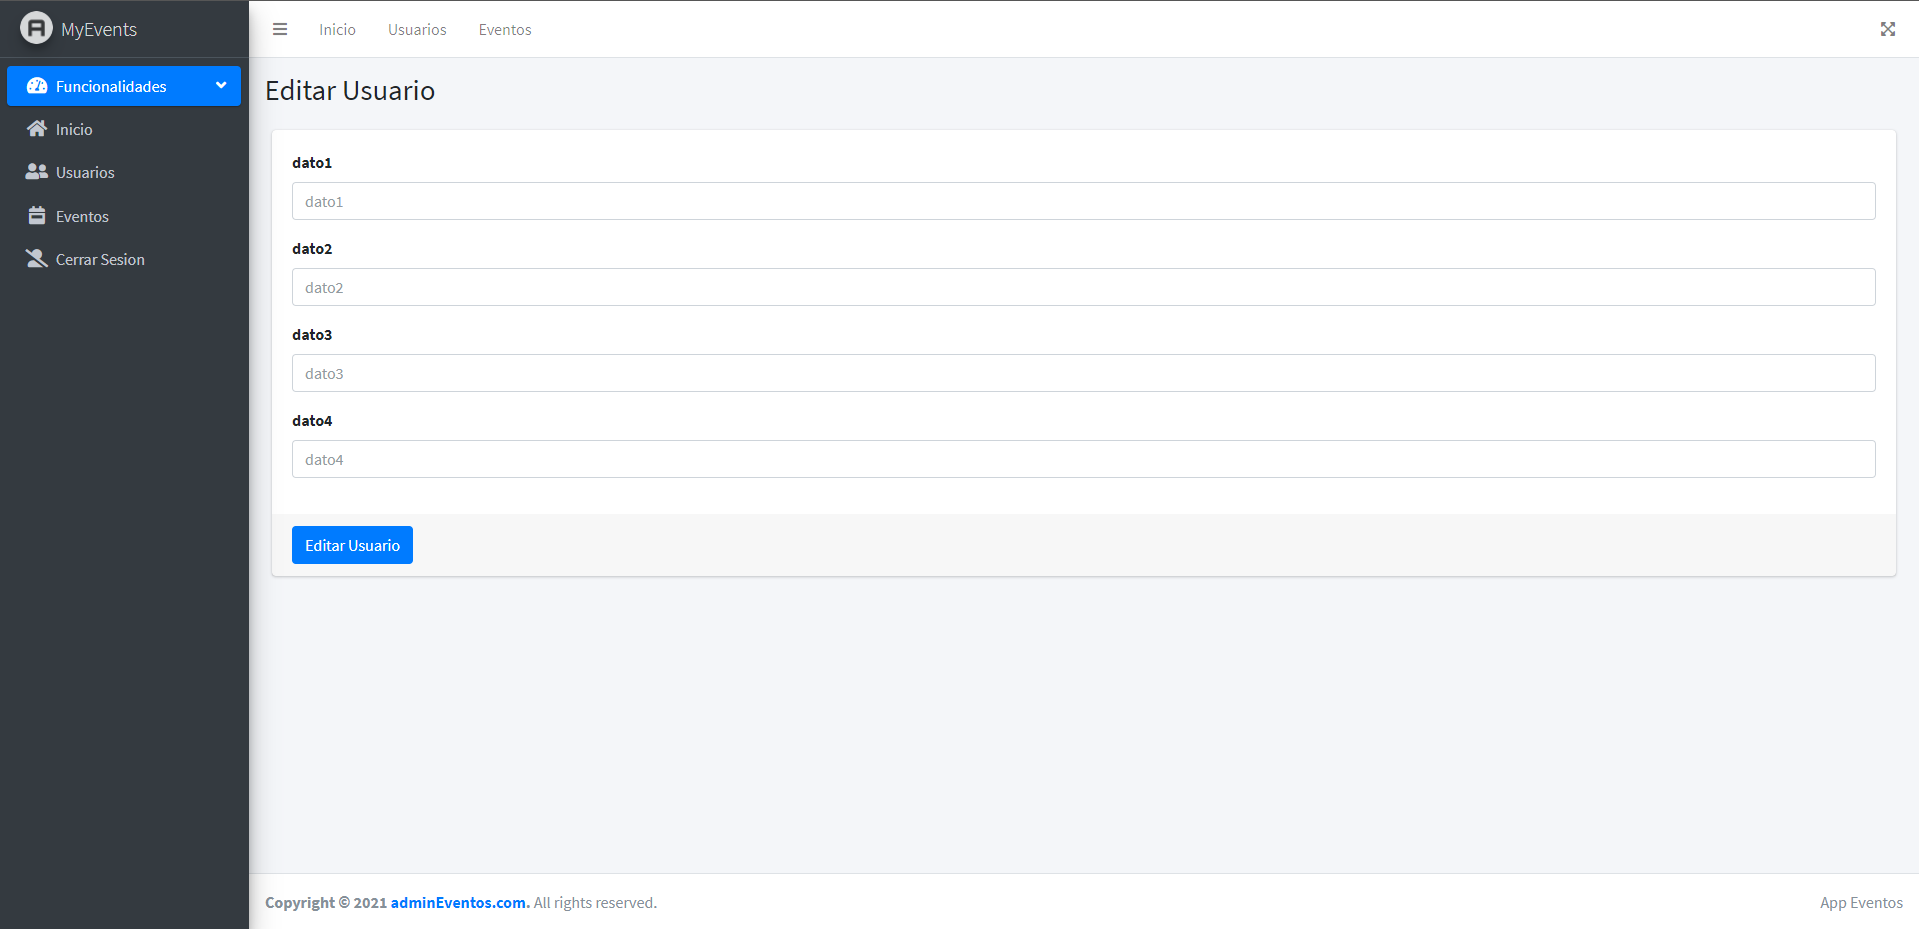 MyEvents
Funcionalidades
Inicio
Usuarios
Eventos
Cerrar Sesion
Inicio Usuarios Eventos
Editar Usuario
dato1
dato1
dato2
dato2
dato3
dato3
dato4
dato4
Editar Usuario
Copyright © 2021 adminEventos.com. All rights reserved.
App Eventos